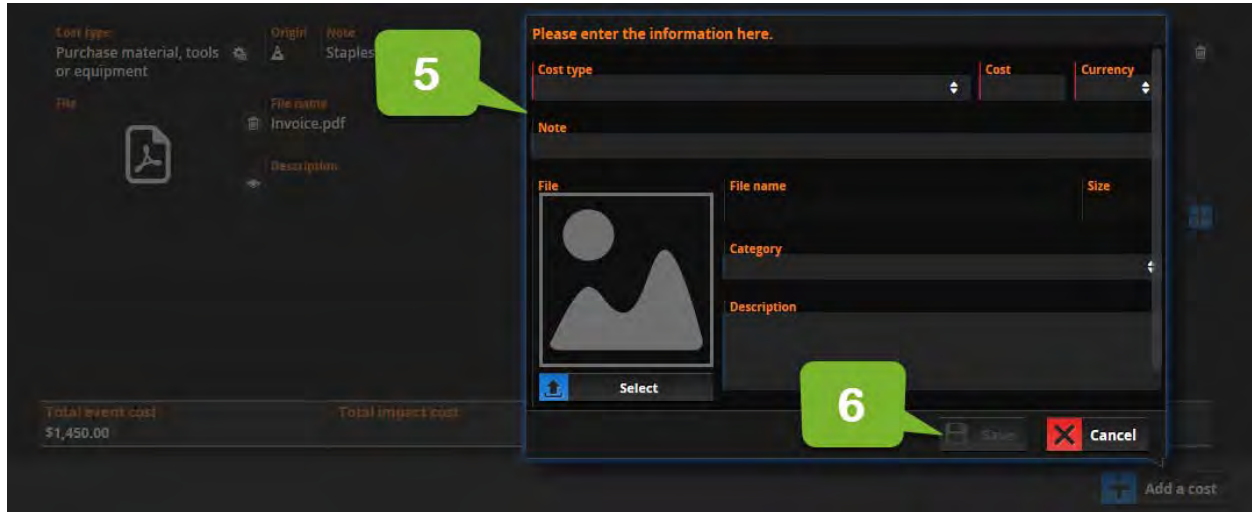 Cost type
Origin
Note
Purchase material, tools
or equipment
Staples
File
File name
Invoice.pdf
Description
5
Please enter the information here.
Cost type
Cost
Currency
Note
File
File name
Size
Category
Description
Select
6
Save
Cancel
Total event cost
Total impact cost
$1,450.00
Add a cost